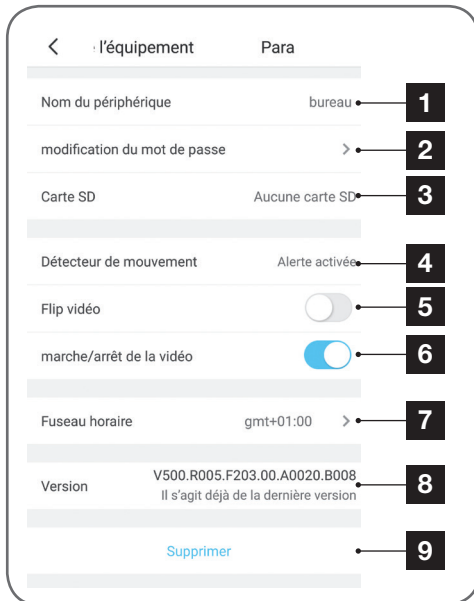 l'équipement Para
Nom du périphérique bureau 1
modification du mot de passe > 2
Carte SD Aucune carte SD 3
Détecteur de mouvement Alerte activée 4
Flip vidéo 5
marche/arrêt de la vidéo 6
Fuseau horaire gmt+01:00 > 7
V500.R005.F203.00.A0020.B008
Version 8
Il s'agit déjà de la dernière version
Supprimer 9